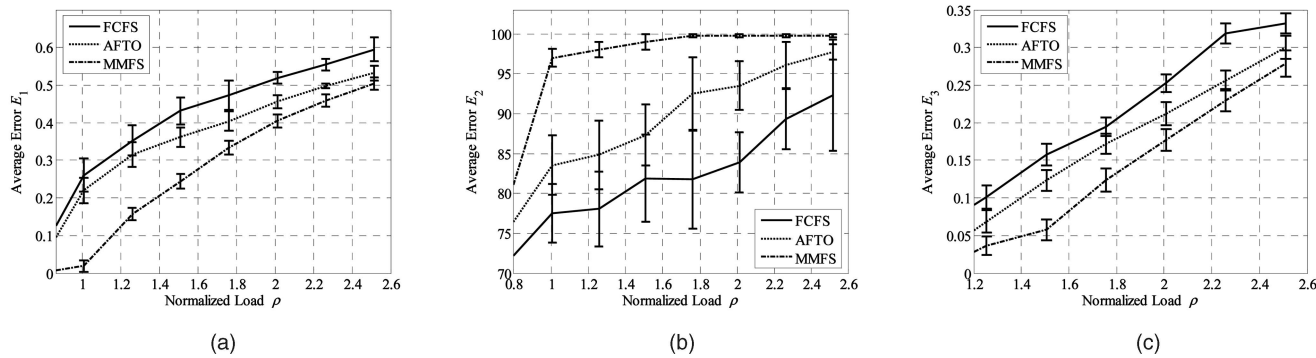 FCFS
AFTO
MMFS
0.6
0.5
0.4
0.3
0.2
0.1
0
Average Error E1
1 1.2 1.4 1.6 1.8 2 2.2 2.4 2.6
Normalized Load ρ
(a)
100
95
90
85
80
75
70
Average Error E2
FCFS
AFTO
MMFS
0.8 1 1.2 1.4 1.6 1.8 2 2.2 2.4 2.6
Normalized Load ρ
(b)
0.35
0.3
0.25
0.2
0.15
0.1
0.05
0
Average Error E3
FCFS
AFTO
MMFS
1.2 1.4 1.6 1.8 2 2.2 2.4 2.6
Normalized Load ρ
(c)